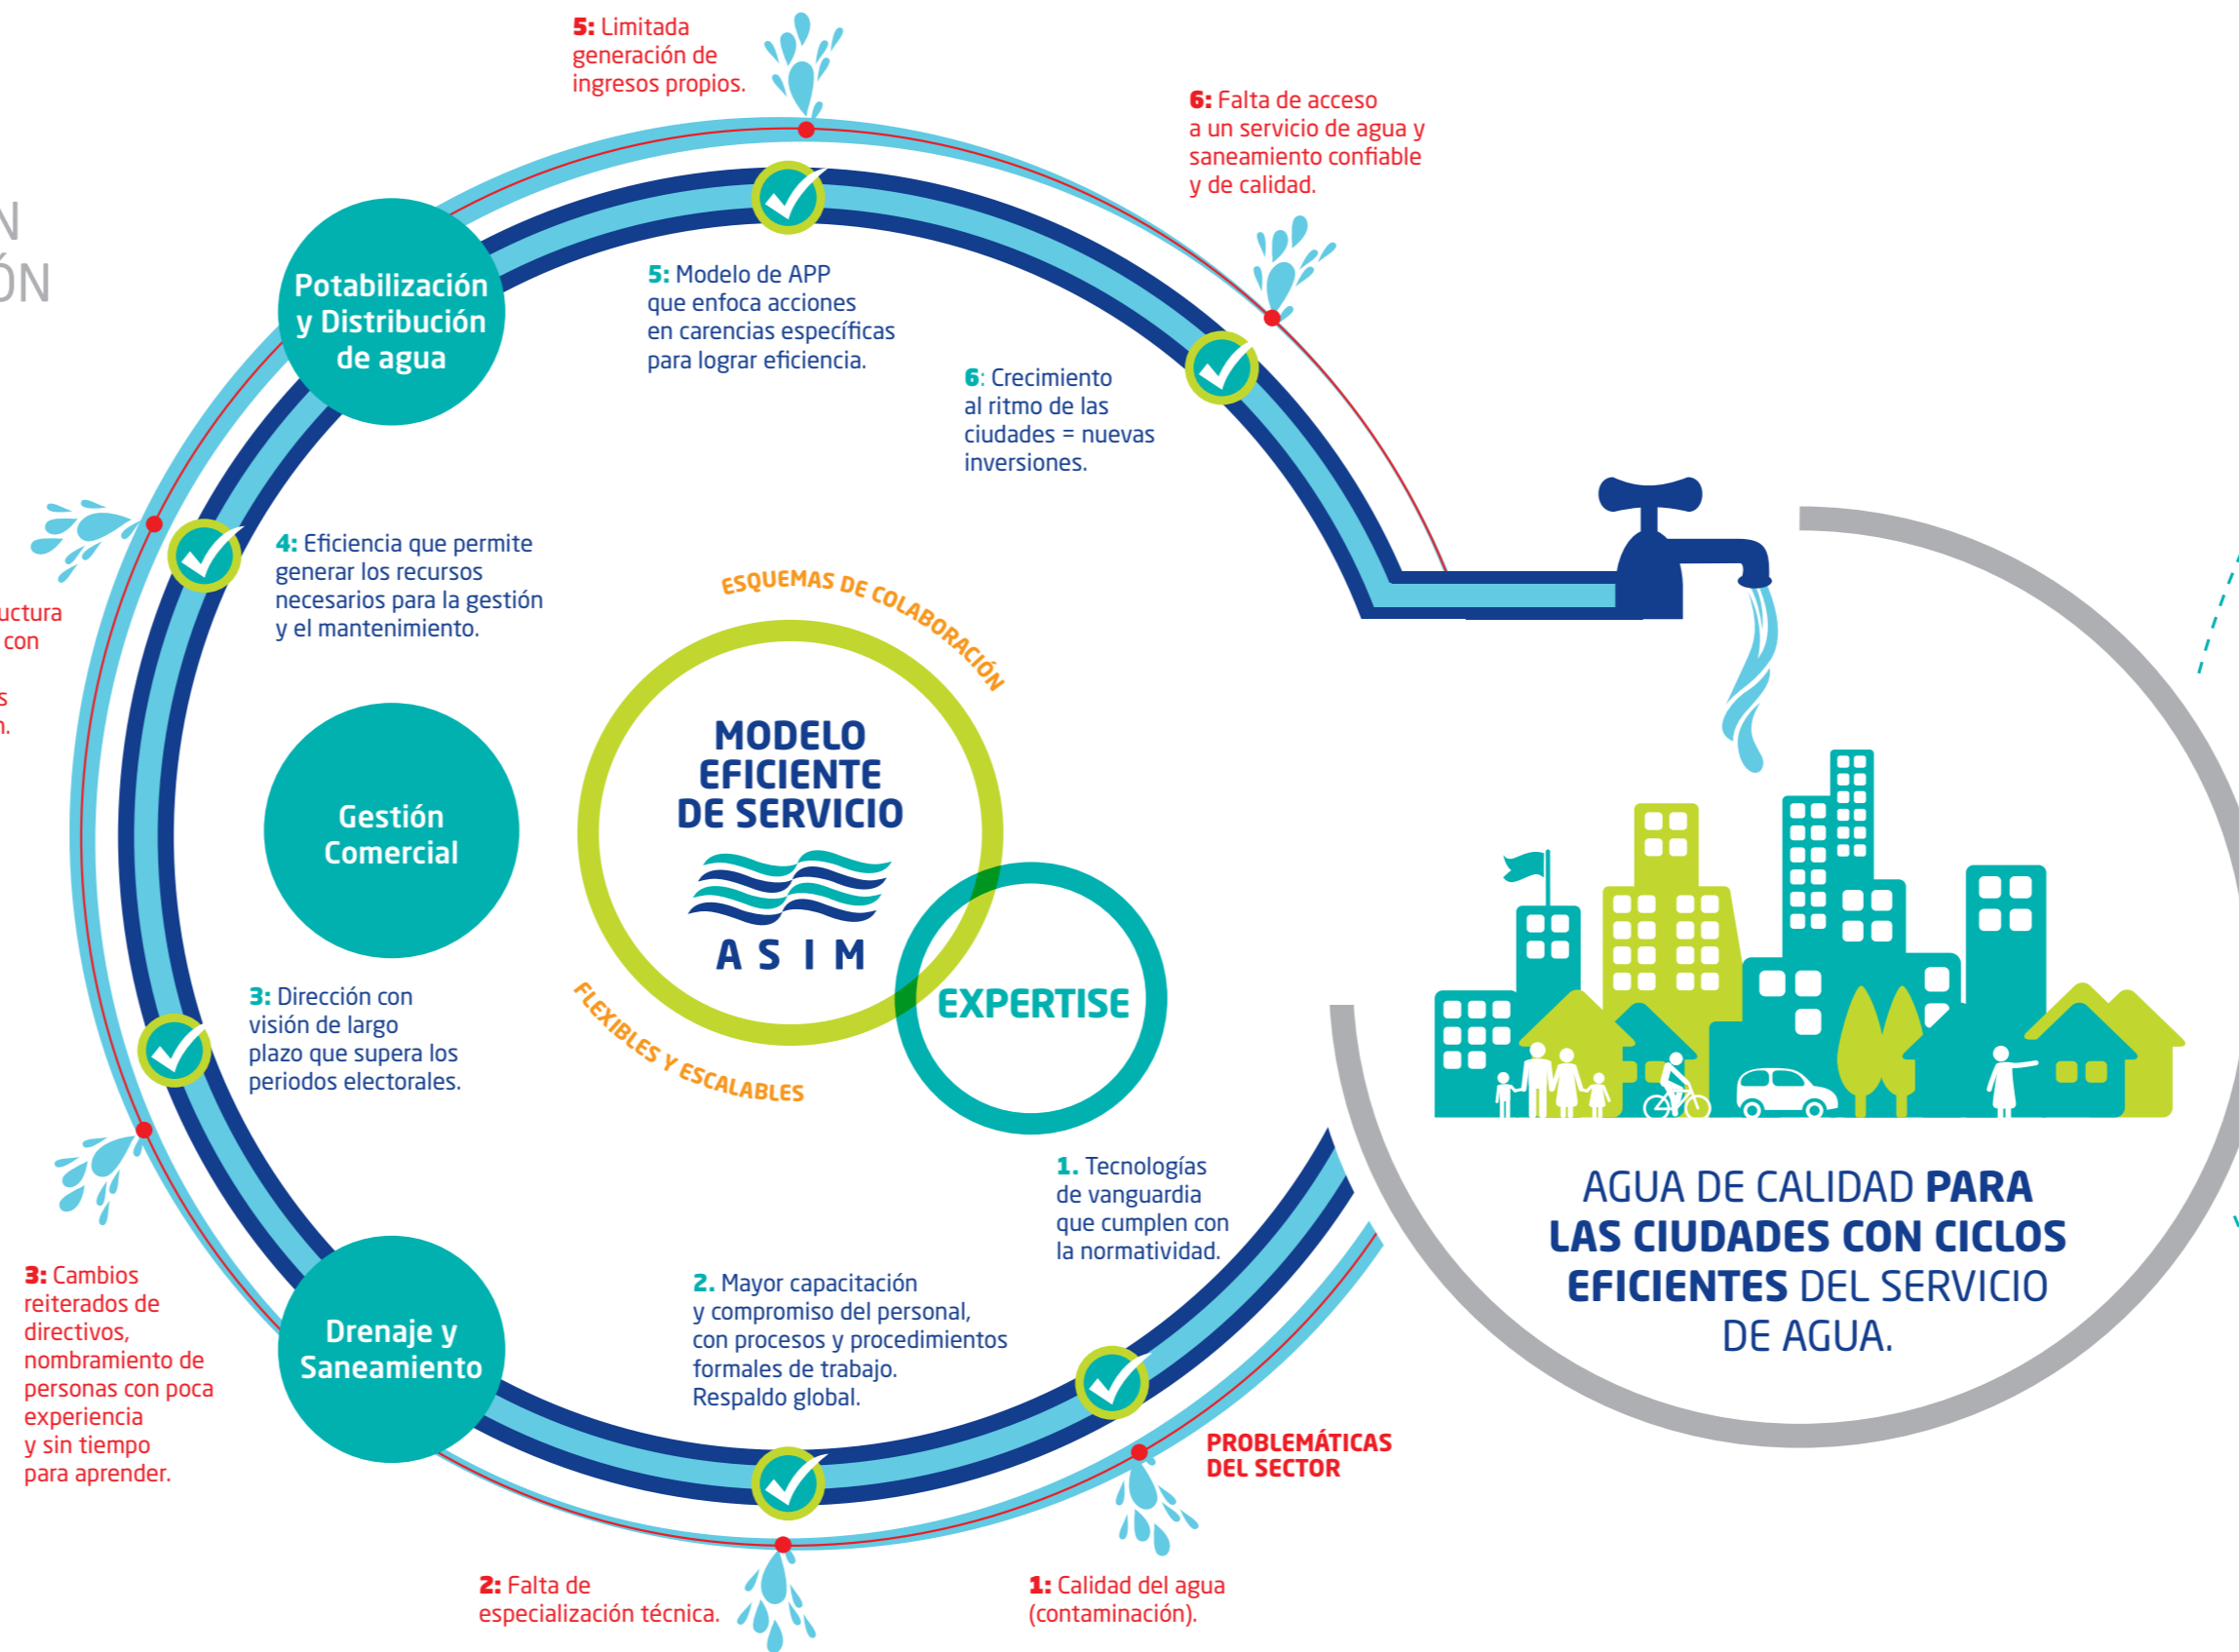 5: Limitada
generación de
ingresos propios.
6: Falta de acceso
a un servicio de agua y
saneamiento confiable
y de calidad.
N
ÓN
Potabilización
y Distribución
de agua
5: Modelo de APP
que enfoca acciones
en carencias específicas
para lograr eficiencia.
6: Crecimiento
al ritmo de las
ciudades = nuevas
inversiones.
4: Eficiencia que permite
generar los recursos
necesarios para la gestión
y el mantenimiento.
uctura
con
s
n.
ESQUEMAS DE COLABORACIÓN
MODELO
EFICIENTE
DE SERVICIO
ASIM
FLEXIBLES Y ESCALABLES
EXPERTISE
Gestión
Comercial
3: Dirección con
visión de largo
plazo que supera los
periodos electorales.
1. Tecnologías
de vanguardia
que cumplen con
la normatividad.
2. Mayor capacitación
y compromiso del personal,
con procesos y procedimientos
formales de trabajo.
Respaldo global.
Drenaje y
Saneamiento
3: Cambios
reiterados de
directivos,
nombramiento de
personas con poca
experiencia
y sin tiempo
para aprender.
PROBLEMÁTICAS
DEL SECTOR
2: Falta de
especialización técnica.
1: Calidad del agua
(contaminación).
AGUA DE CALIDAD PARA
LAS CIUDADES CON CICLOS
EFICIENTES DEL SERVICIO
DE AGUA.